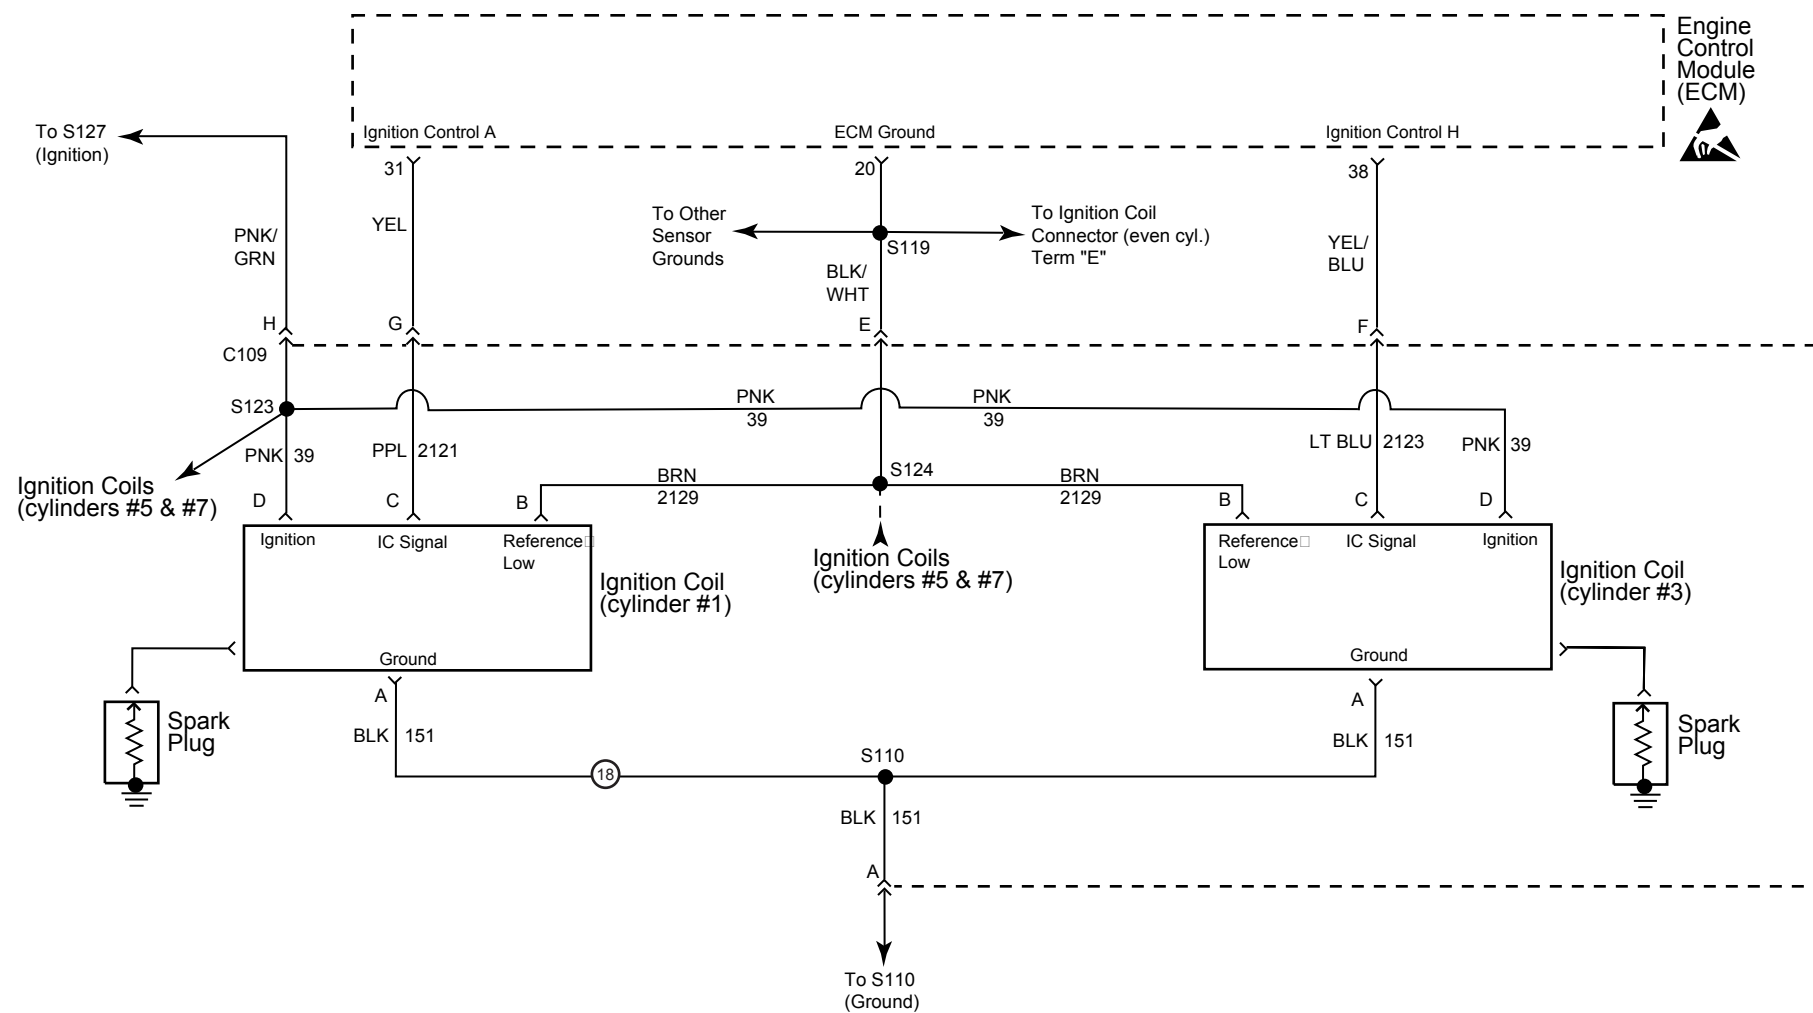 Engine
Control
Module
(ECM)
Ignition Control A
ECM Ground
Ignition Control H
To S127
(Ignition)
31
20
38
PNK/
GRN
YEL
To Other
Sensor
Grounds
S119
To Ignition Coil
Connector (even cyl.)
Term "E"
BLK/
WHT
YEL/
BLU
H
G
E
F
C109
S123
PNK
39
PNK
39
PNK 39
PPL 2121
LT BLU 2123
PNK 39
Ignition Coils
(cylinders #5 & #7)
BRN
2129
S124
BRN
2129
D
C
B
B
C
D
Ignition
IC Signal
Reference
Low
Ignition Coil
(cylinder #1)
Ignition Coils
(cylinders #5 & #7)
Reference
Low
IC Signal
Ignition
Ignition Coil
(cylinder #3)
Ground
Ground
A
A
Spark
Plug
BLK 151
BLK 151
Spark
Plug
18
S110
BLK 151
A
To S110
(Ground)